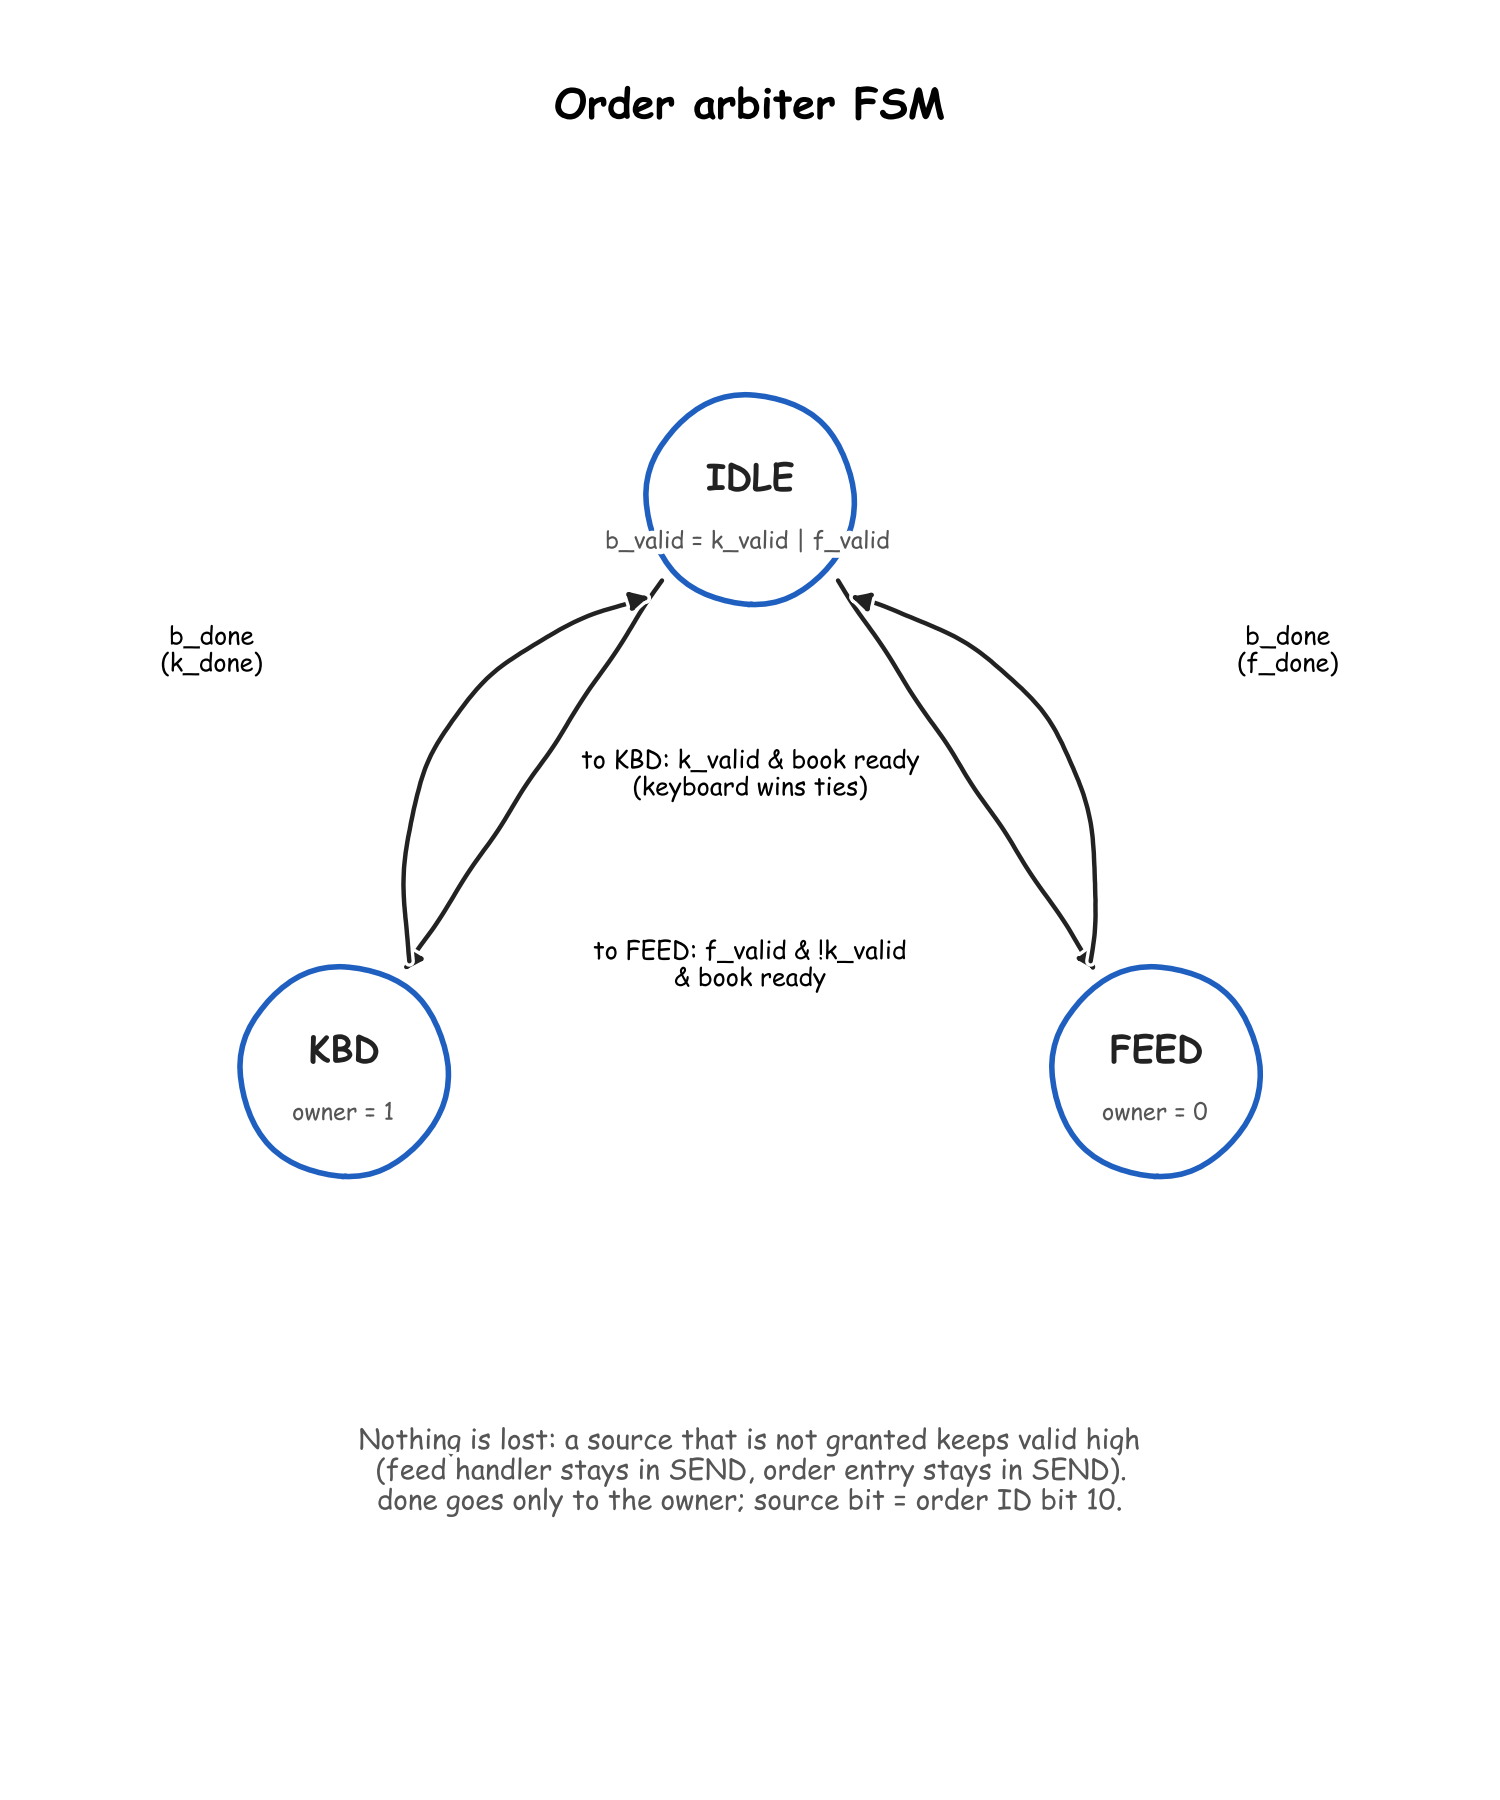 Order arbiter FSM
IDLE
b_valid = k_valid | f_valid
b_done
(k_done)
b_done
(f_done)
to KBD: k_valid & book ready
(keyboard wins ties)
to FEED: f_valid & !k_valid
& book ready
KBD
owner = 1
FEED
owner = 0
Nothing is lost: a source that is not granted keeps valid high
(feed handler stays in SEND, order entry stays in SEND).
done goes only to the owner; source bit = order ID bit 10.